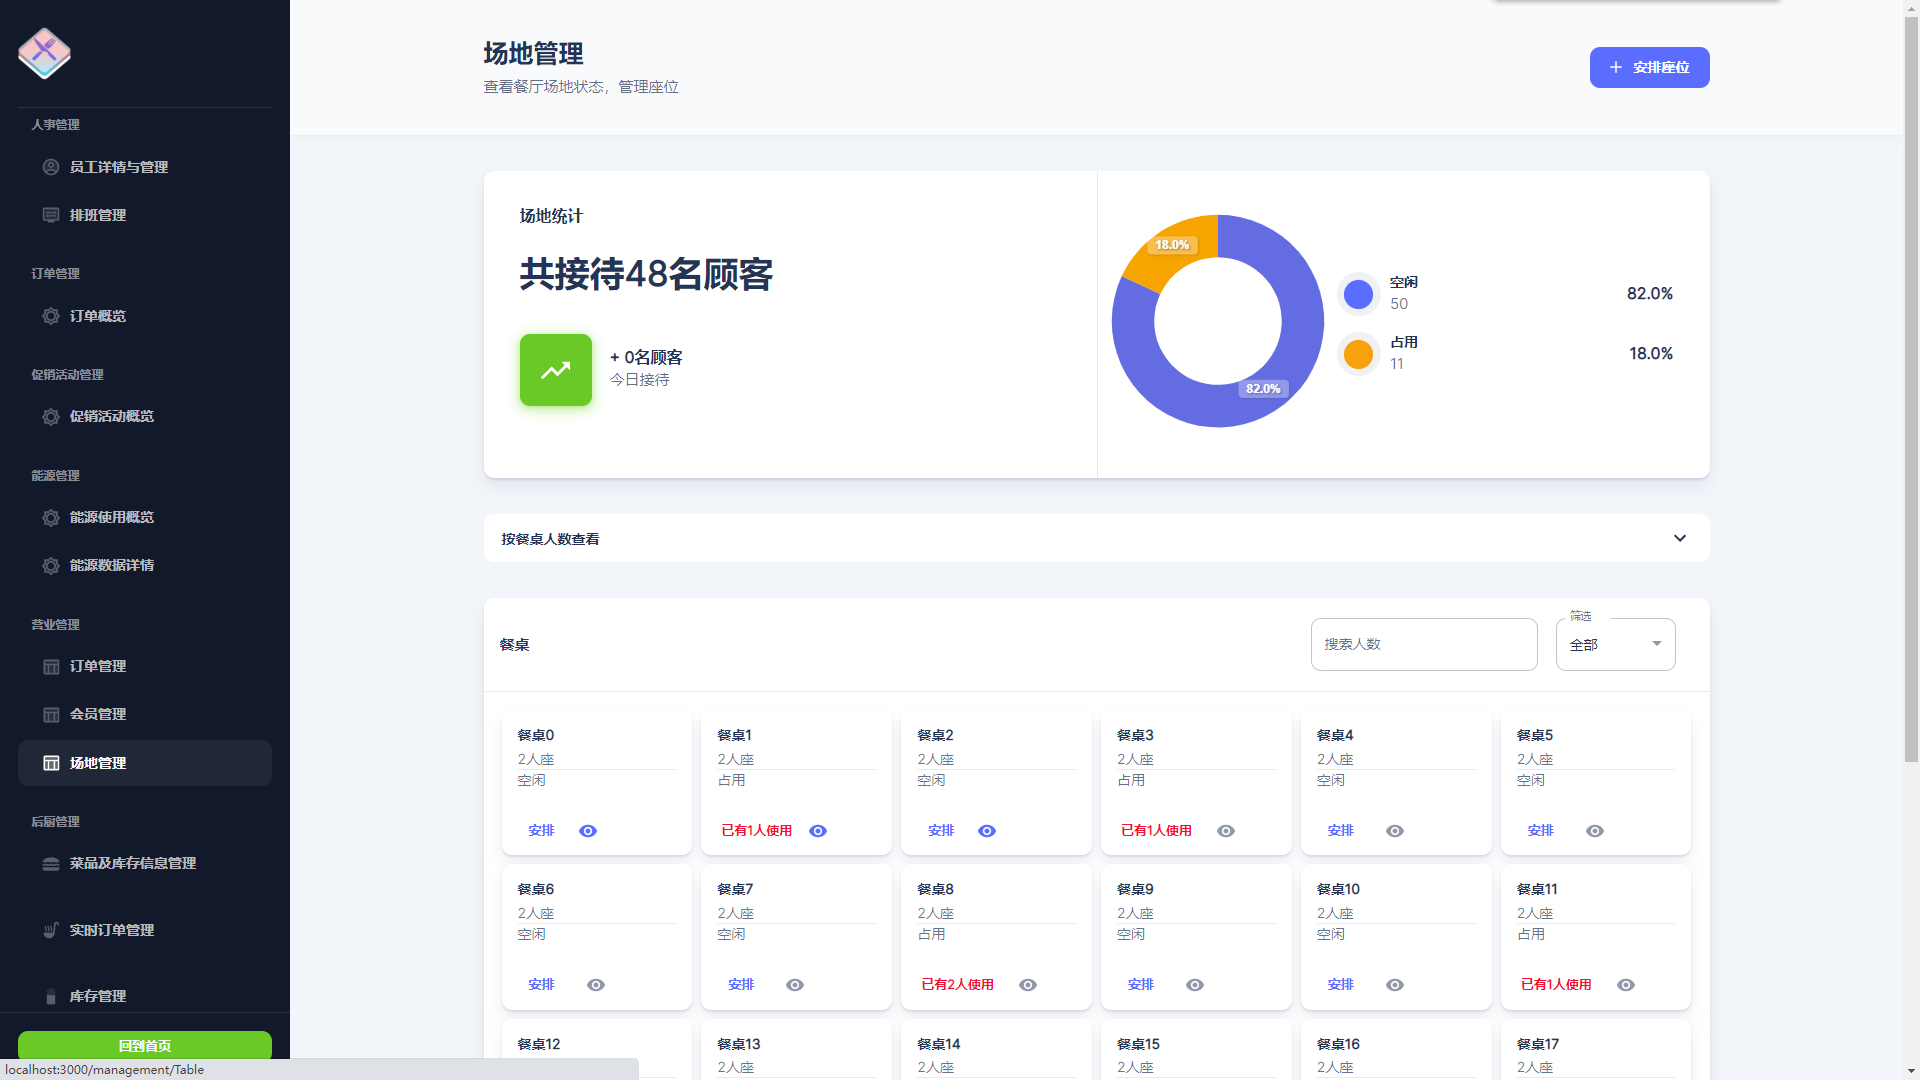 人事管理
员工详情与管理
排班管理
订单管理
订单概览
促销活动管理
促销活动概览
能源管理
能源使用概览
能源数据详情
营业管理
订单管理
会员管理
场地管理
后厨管理
菜品及库存信息管理
实时订单管理
库存管理
回到首页
localhost:3000/management/Table
场地管理
查看餐厅场地状态，管理座位
安排座位
场地统计
共接待48名顾客
+ 0名顾客
今日接待
18.0%
82.0%
空闲
50
82.0%
占用
11
18.0%
按餐桌人数查看
餐桌
搜索人数
筛选
全部
餐桌0
2人座
空闲
安排
餐桌1
2人座
占用
已有1人使用
餐桌2
2人座
空闲
安排
餐桌3
2人座
占用
已有1人使用
餐桌4
2人座
空闲
安排
餐桌5
2人座
空闲
安排
餐桌6
2人座
空闲
安排
餐桌7
2人座
空闲
安排
餐桌8
2人座
占用
已有2人使用
餐桌9
2人座
空闲
安排
餐桌10
2人座
空闲
安排
餐桌11
2人座
占用
已有1人使用
餐桌12
餐桌13
2人座
餐桌14
2人座
餐桌15
2人座
餐桌16
2人座
餐桌17
2人座